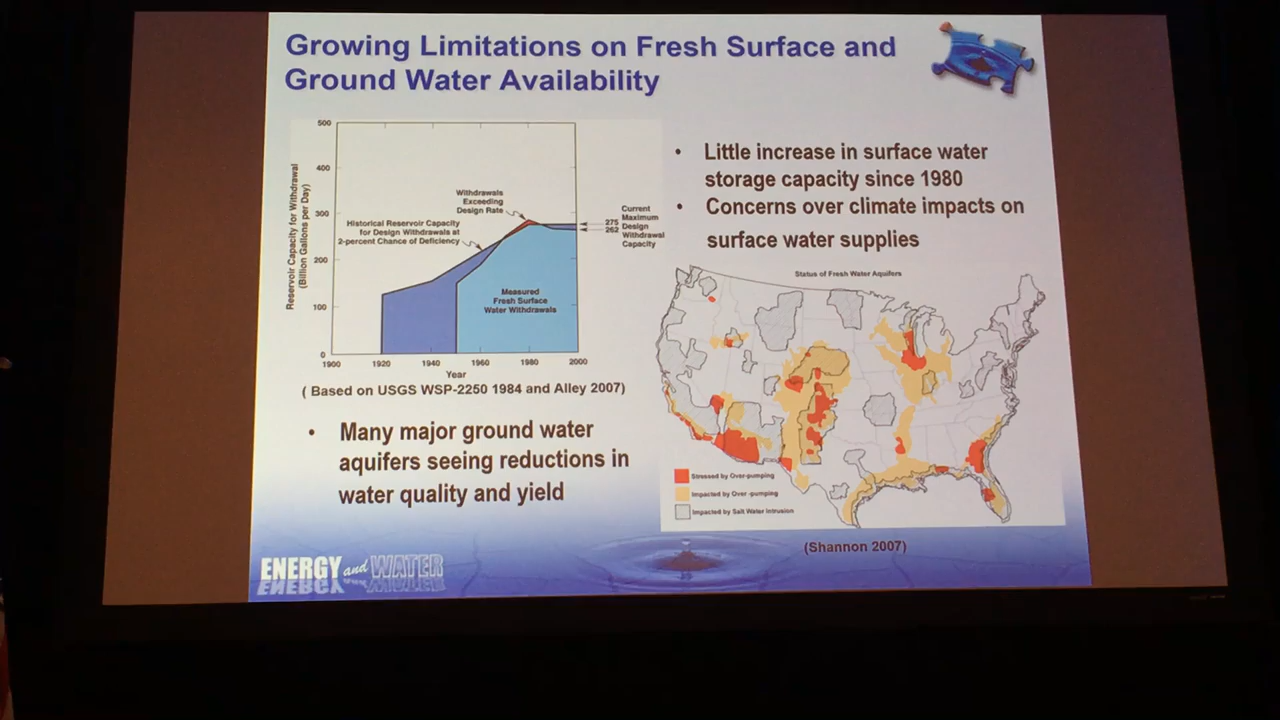 Growing Limitations on Fresh Surface and
Ground Water Availability
500
400
300
200
100
0
1900
1920
1940
1960
1980
2000
Year
Reservoir Capacity for Withdrawal
(Billion Gallons per Day)
Withdrawals
Exceeding
Design Rate
Historical Reservoir Capacity
for Design Withdrawals at
2-percent Chance of Deficiency
Measured
Fresh Surface
Water Withdrawals
275
262
Current
Maximum
Design
Withdrawal
Capacity
( Based on USGS WSP-2250 1984 and Alley 2007)
• Many major ground water
aquifers seeing reductions in
water quality and yield
• Little increase in surface water
storage capacity since 1980
• Concerns over climate impacts on
surface water supplies
Status of Fresh Water Aquifers
Stressed by Over-pumping
Impacted by Over -pumping
Impacted by Salt Water Intrusion
(Shannon 2007)
ENERGY and WATER